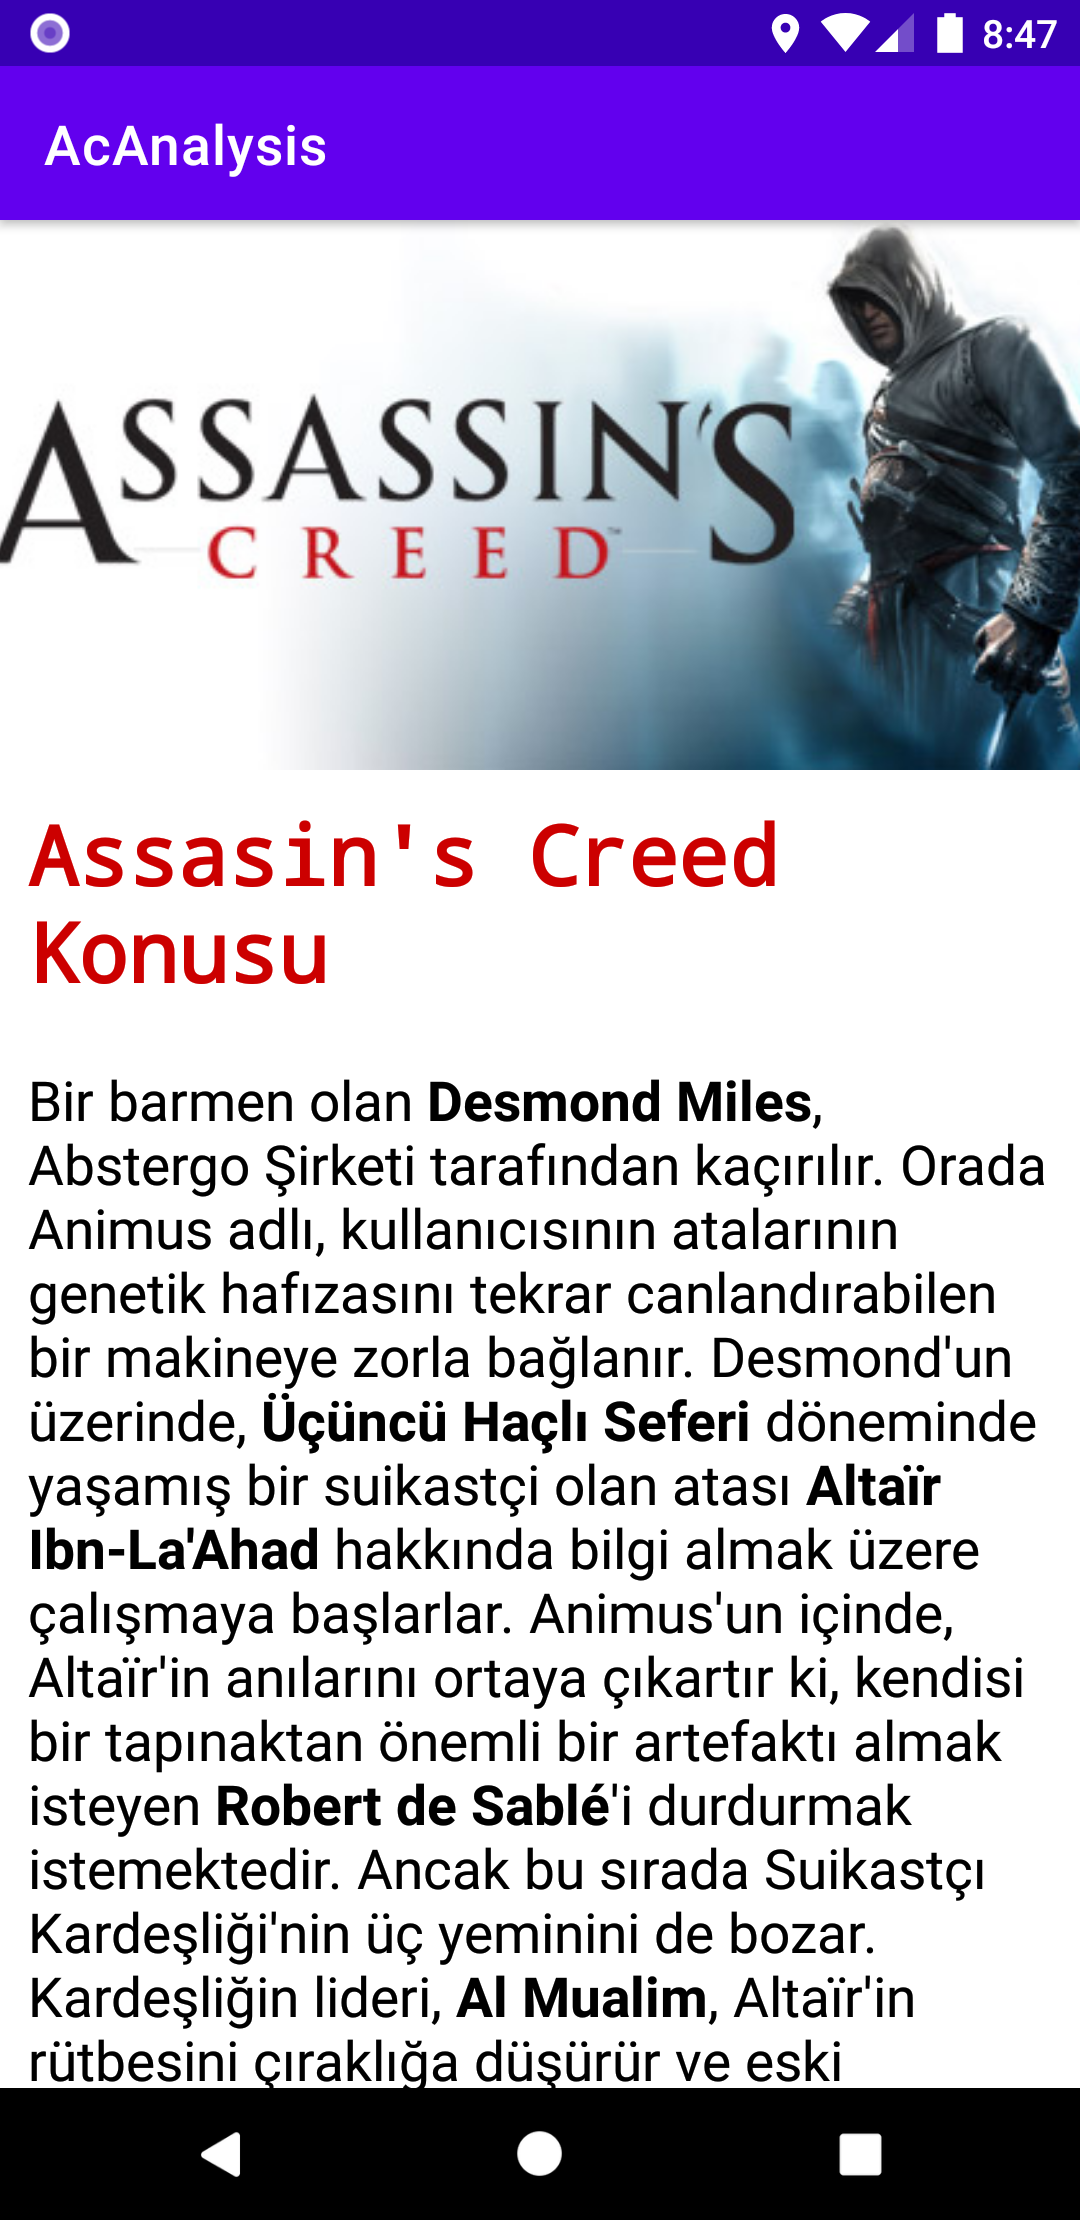 8:47
AcAnalysis
ASSASSIN'S
CREED™
Assasin's Creed
Konusu
Bir barmen olan Desmond Miles,
Abstergo Şirketi tarafından kaçırılır. Orada
Animus adlı, kullanıcısının atalarının
genetik hafızasını tekrar canlandırabilen
bir makineye zorla bağlanır. Desmond'un
üzerinde, Üçüncü Haçlı Seferi döneminde
yaşamış bir suikastçi olan atası Altaïr
Ibn-La'Ahad hakkında bilgi almak üzere
çalışmaya başlarlar. Animus'un içinde,
Altaïr'in anılarını ortaya çıkartır ki, kendisi
bir tapınaktan önemli bir artefaktı almak
isteyen Robert de Sablé'i durdurmak
istemektedir. Ancak bu sırada Suikastçı
Kardeşliği'nin üç yeminini de bozar.
Kardeşliğin lideri, Al Mualim, Altaïr'in
rütbesini çıraklığa düşürür ve eski